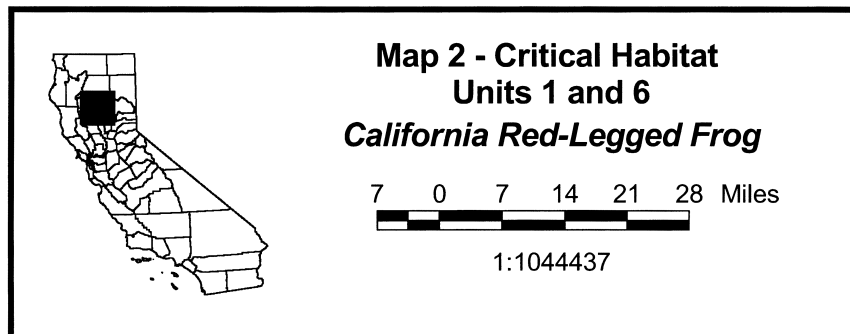 Map 2 - Critical Habitat
Units 1 and 6
California Red-Legged Frog
7 0 7 14 21 28 Miles
1:1044437